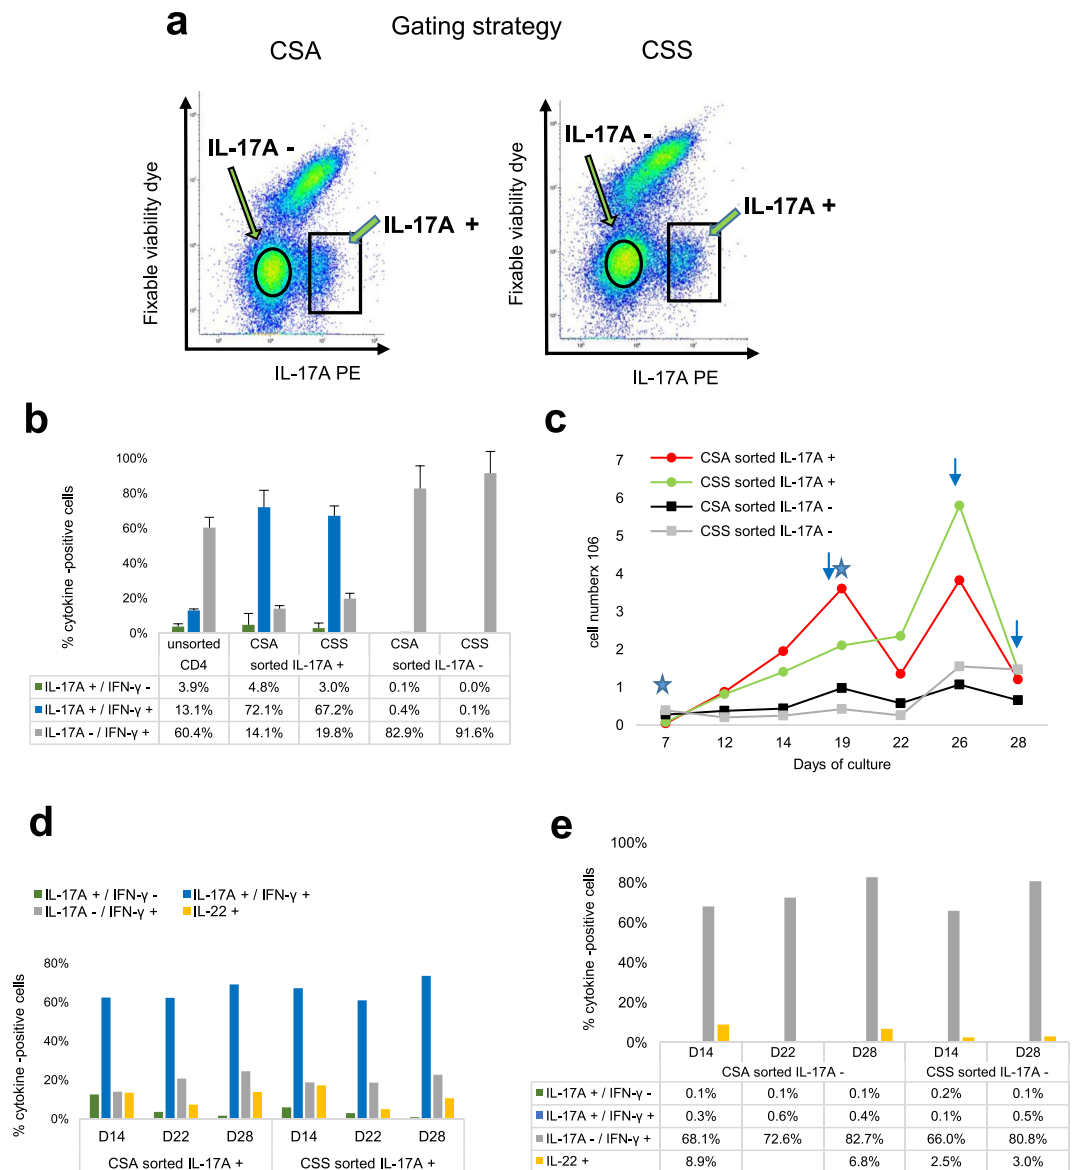 a
Gating strategy
CSA
CSS
IL-17A -
IL-17A +
Fixable viability dye
IL-17A PE
IL-17A -
IL-17A +
Fixable viability dye
IL-17A PE
b
% cytokine -positive cells
100%
80%
60%
40%
20%
0%
unsorted CSA CSS CSA CSS
CD4 sorted IL-17A + sorted IL-17A -
IL-17A + / IFN-γ - 3.9% 4.8% 3.0% 0.1% 0.0%
IL-17A + / IFN-γ + 13.1% 72.1% 67.2% 0.4% 0.1%
IL-17A - / IFN-γ + 60.4% 14.1% 19.8% 82.9% 91.6%
c
CSA sorted IL-17A +
CSS sorted IL-17A +
CSA sorted IL-17A -
CSS sorted IL-17A -
cell numberx 106
7
6
5
4
3
2
1
0
7 12 14 19 22 26 28
Days of culture
d
IL-17A + / IFN-γ - IL-17A + / IFN-γ +
IL-17A - / IFN-γ + IL-22 +
% cytokine -positive cells
80%
60%
40%
20%
0%
D14 D22 D28 D14 D22 D28
CSA sorted IL-17A + CSS sorted IL-17A +
e
% cytokine -positive cells
100%
80%
60%
40%
20%
0%
D14 D22 D28 D14 D28
CSA sorted IL-17A - CSS sorted IL-17A -
IL-17A + / IFN-γ - 0.1% 0.1% 0.1% 0.2% 0.1%
IL-17A + / IFN-γ + 0.3% 0.6% 0.4% 0.1% 0.5%
IL-17A - / IFN-γ + 68.1% 72.6% 82.7% 66.0% 80.8%
IL-22 + 8.9% 6.8% 2.5% 3.0%